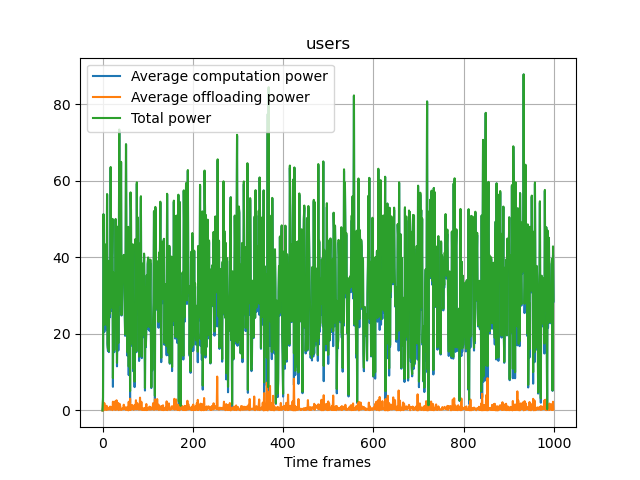 users
Average computation power
Average offloading power
Total power
80
60
40
20
0
0 200 400 600 800 1000
Time frames